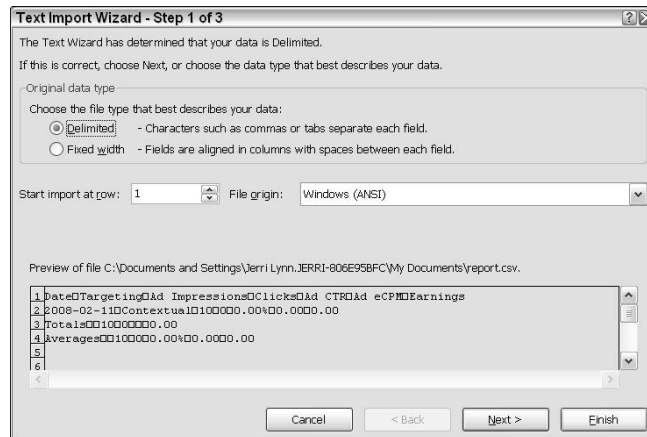 Text Import Wizard - Step 1 of 3
The Text Wizard has determined that your data is Delimited.
If this is correct, choose Next, or choose the data type that best describes your data.
Original data type
Choose the file type that best describes your data:
Delimited - Characters such as commas or tabs separate each field.
Fixed width - Fields are aligned in columns with spaces between each field.
Start import at row: 1 File origin: Windows (ANSI)
Preview of file C:\Documents and Settings\Jerri Lynn.JERRI-806E95BFC\My Documents\report.csv.
1 Date□Targeting□Ad Impressions□Clicks□Ad CTR□Ad eCPM□Earnings
2 2008-02-11□Contextual□10□0□0.00%□0.00□0.00
3 Totals□□10□0□□□0.00
4 Averages□□10□0□0.00%□0.00□0.00
5
6
Cancel < Back Next > Finish